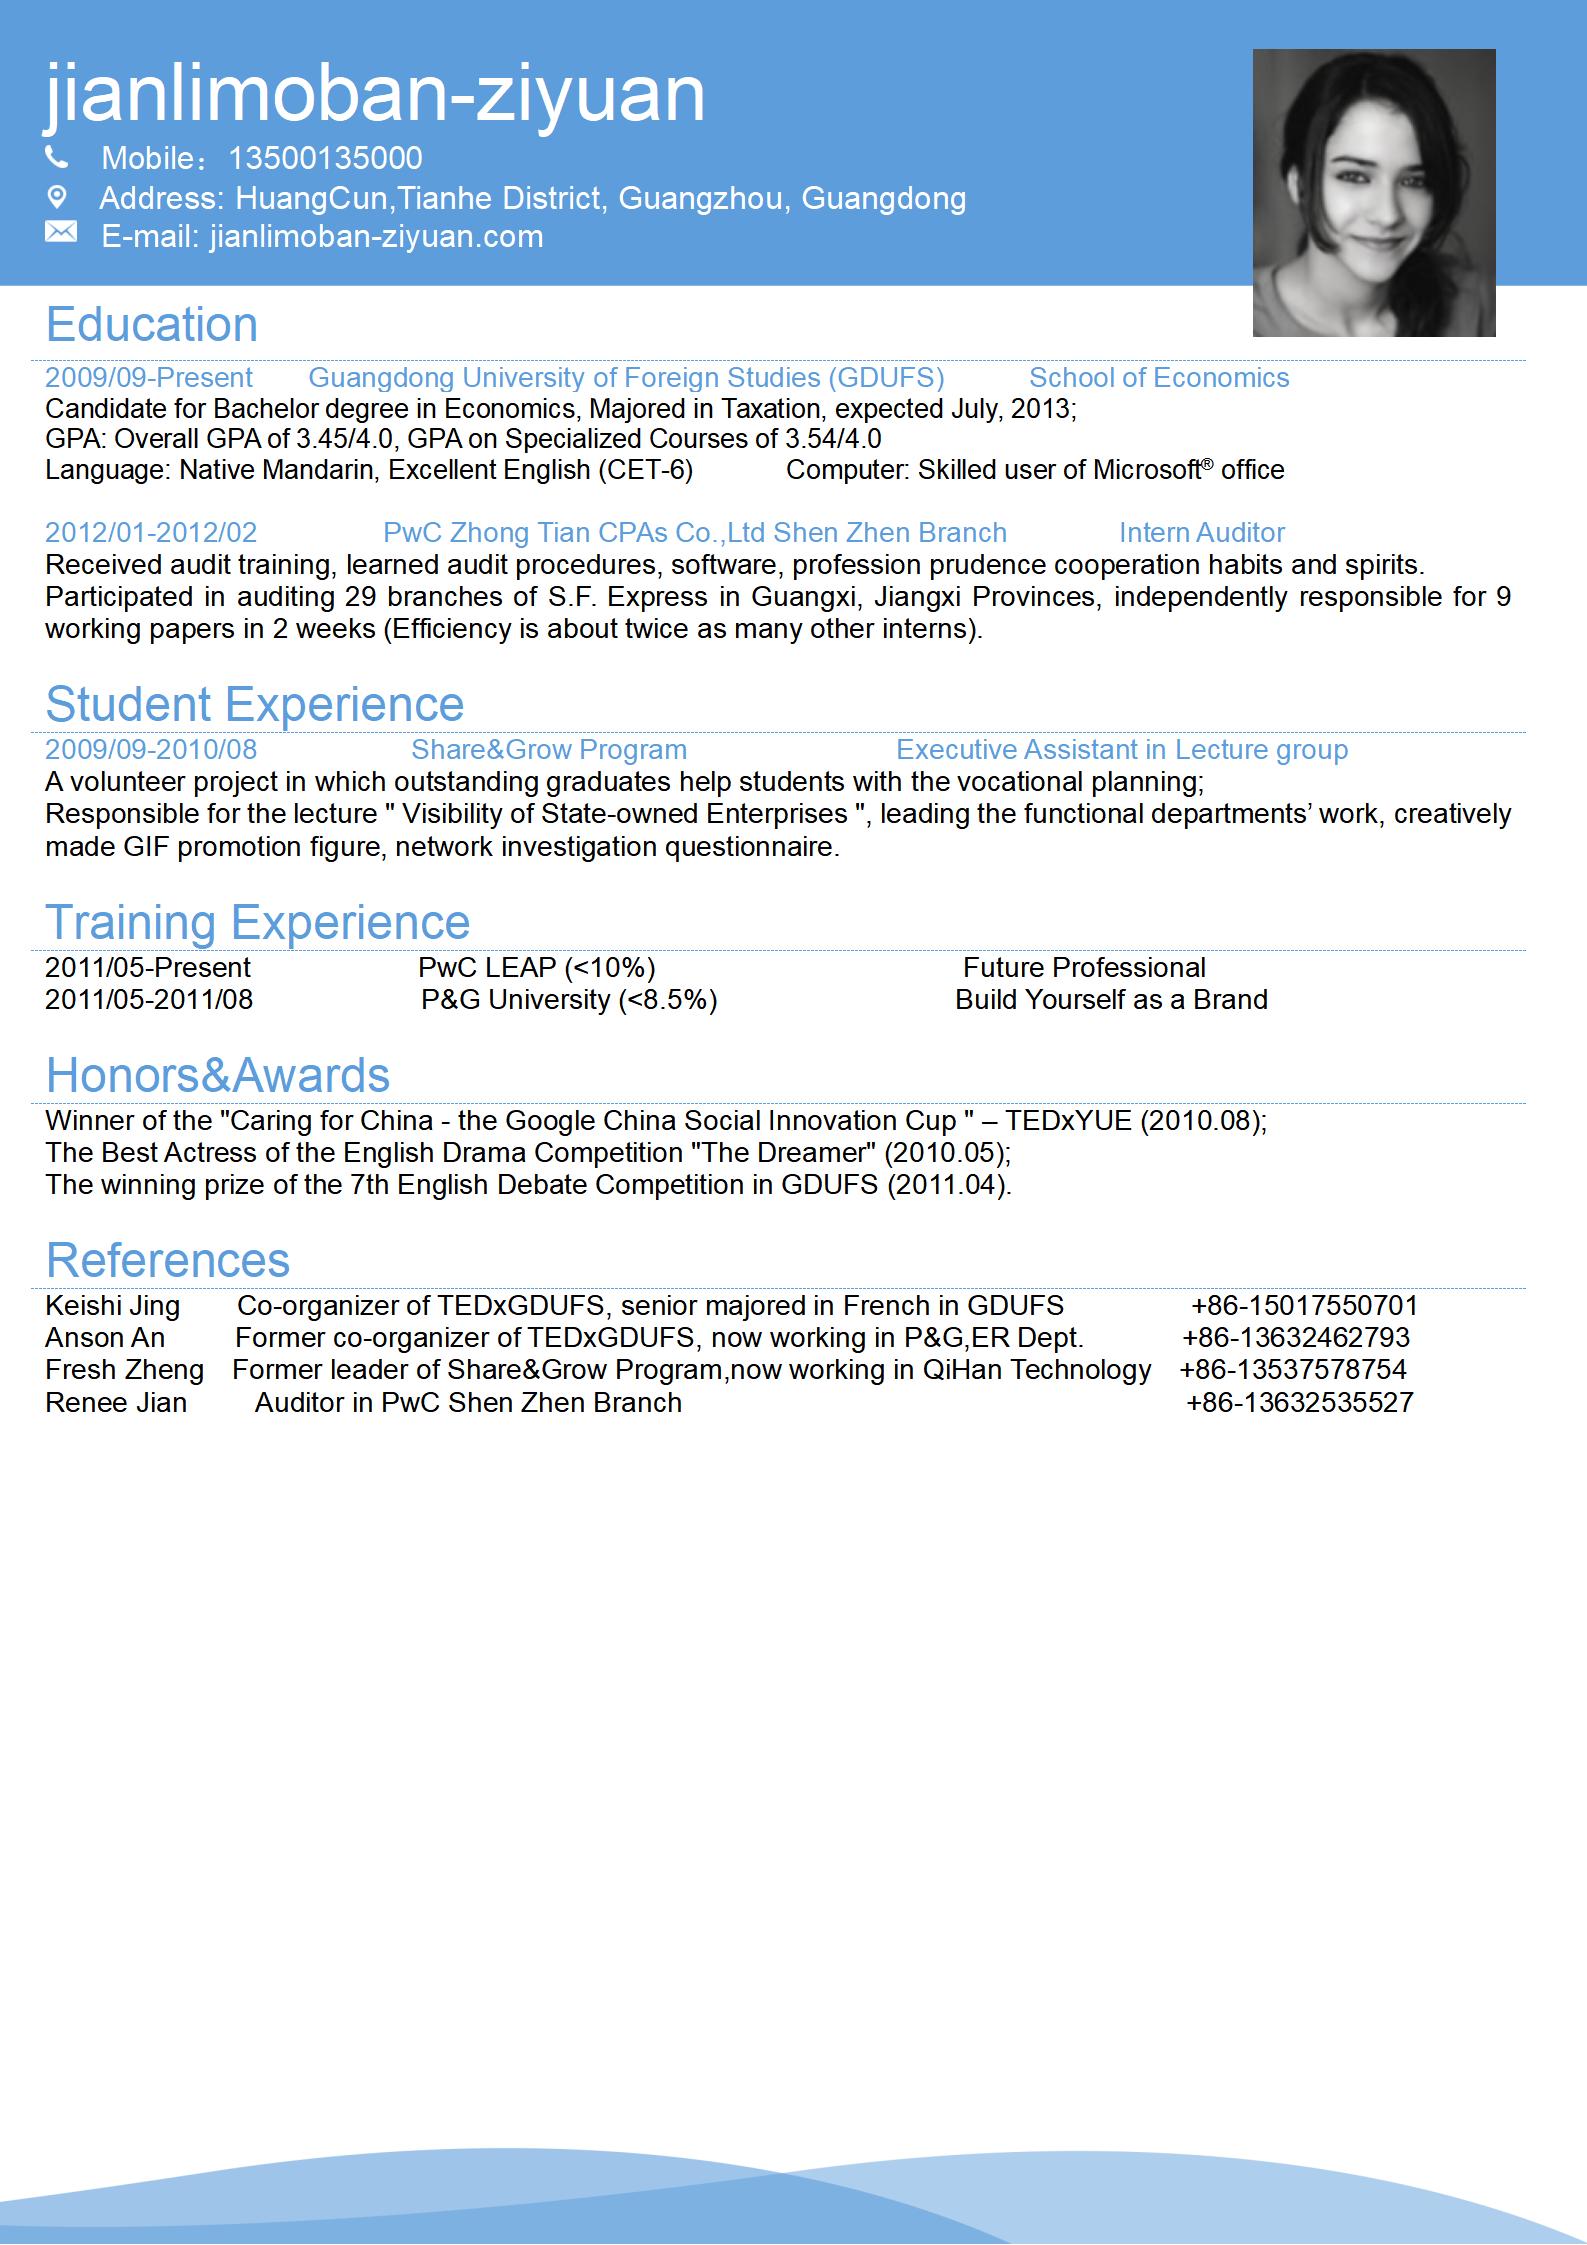 jianlimoban-ziyuan
Mobile：13500135000
Address: HuangCun,Tianhe District, Guangzhou, Guangdong
E-mail: jianlimoban-ziyuan.com
Education
2009/09-Present Guangdong University of Foreign Studies (GDUFS) School of Economics
Candidate for Bachelor degree in Economics, Majored in Taxation, expected July, 2013;
GPA: Overall GPA of 3.45/4.0, GPA on Specialized Courses of 3.54/4.0
Language: Native Mandarin, Excellent English (CET-6) Computer: Skilled user of Microsoft® office
2012/01-2012/02 PwC Zhong Tian CPAs Co.,Ltd Shen Zhen Branch Intern Auditor
Received audit training, learned audit procedures, software, profession prudence cooperation habits and spirits.
Participated in auditing 29 branches of S.F. Express in Guangxi, Jiangxi Provinces, independently responsible for 9
working papers in 2 weeks (Efficiency is about twice as many other interns).
Student Experience
2009/09-2010/08 Share&Grow Program Executive Assistant in Lecture group
A volunteer project in which outstanding graduates help students with the vocational planning;
Responsible for the lecture " Visibility of State-owned Enterprises ", leading the functional departments’ work, creatively
made GIF promotion figure, network investigation questionnaire.
Training Experience
2011/05-Present PwC LEAP (<10%) Future Professional
2011/05-2011/08 P&G University (<8.5%) Build Yourself as a Brand
Honors&Awards
Winner of the "Caring for China - the Google China Social Innovation Cup " – TEDxYUE (2010.08);
The Best Actress of the English Drama Competition "The Dreamer" (2010.05);
The winning prize of the 7th English Debate Competition in GDUFS (2011.04).
References
Keishi Jing Co-organizer of TEDxGDUFS, senior majored in French in GDUFS +86-15017550701
Anson An Former co-organizer of TEDxGDUFS, now working in P&G,ER Dept. +86-13632462793
Fresh Zheng Former leader of Share&Grow Program,now working in QiHan Technology +86-13537578754
Renee Jian Auditor in PwC Shen Zhen Branch +86-13632535527